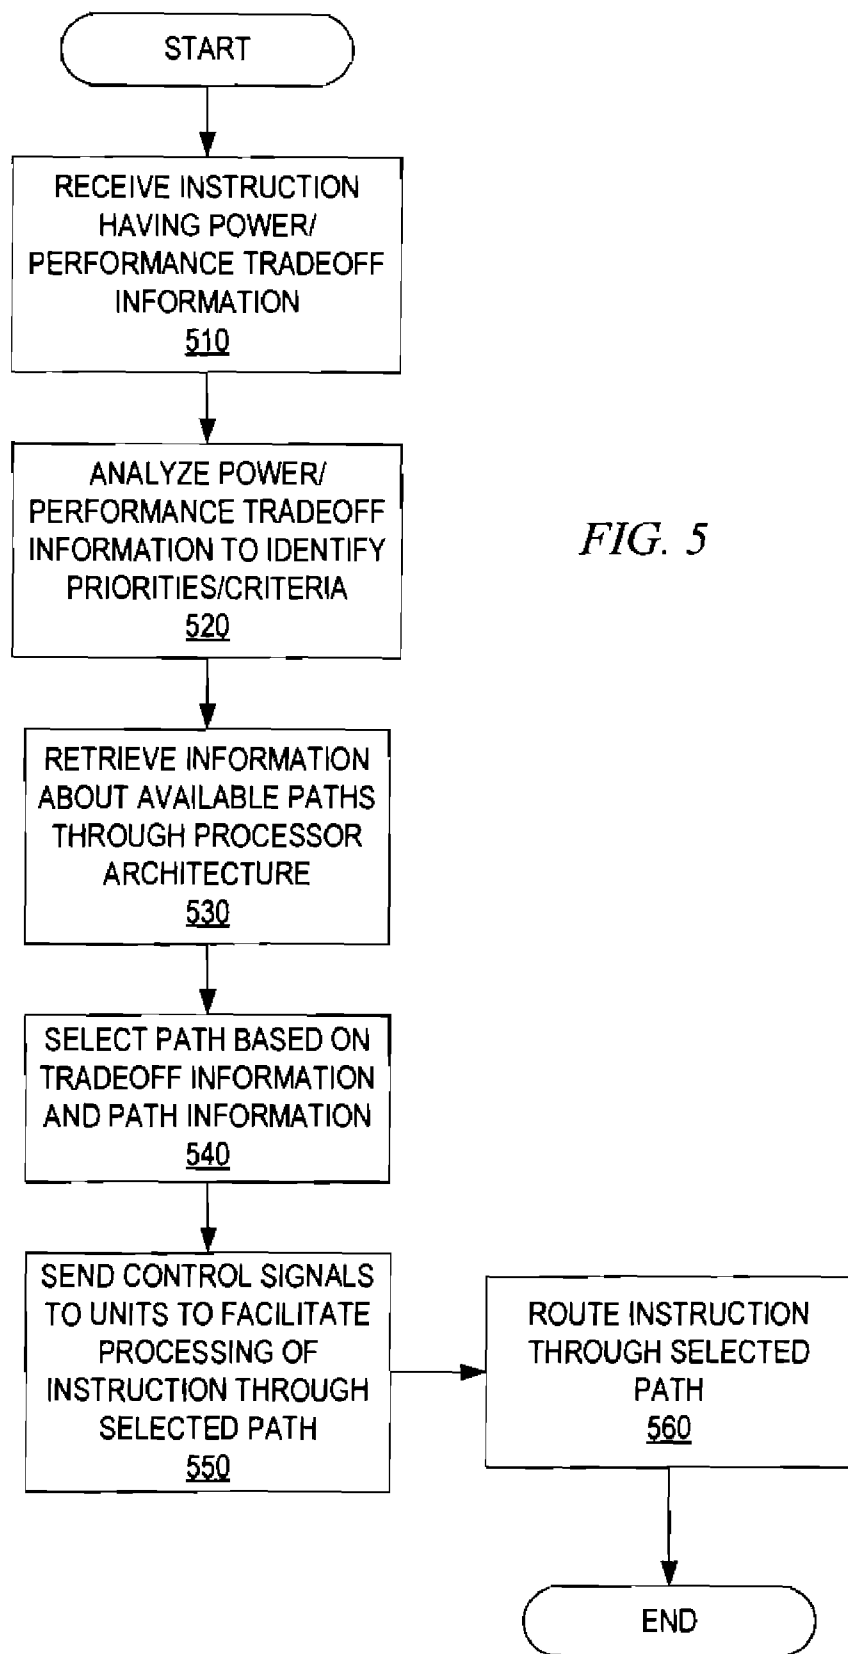 START
RECEIVE INSTRUCTION
HAVING POWER/
PERFORMANCE TRADEOFF
INFORMATION
510
ANALYZE POWER/
PERFORMANCE TRADEOFF
INFORMATION TO IDENTIFY
PRIORITIES/CRITERIA
520
FIG. 5
RETRIEVE INFORMATION
ABOUT AVAILABLE PATHS
THROUGH PROCESSOR
ARCHITECTURE
530
SELECT PATH BASED ON
TRADEOFF INFORMATION
AND PATH INFORMATION
540
SEND CONTROL SIGNALS
TO UNITS TO FACILITATE
PROCESSING OF
INSTRUCTION THROUGH
SELECTED PATH
550
ROUTE INSTRUCTION
THROUGH SELECTED
PATH
560
END